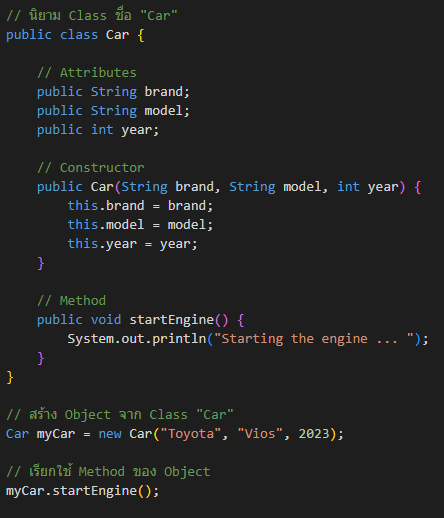 // นิยาม Class ชื่อ "Car"
public class Car {
// Attributes
public String brand;
public String model;
public int year;
// Constructor
public Car(String brand, String model, int year) {
this.brand = brand;
this.model = model;
this.year = year;
}
// Method
public void startEngine() {
System.out.println("Starting the engine ... ");
}
}
// สร้าง Object จาก Class "Car"
Car myCar = new Car("Toyota", "Vios", 2023);
// เรียกใช้ Method ของ Object
myCar.startEngine();